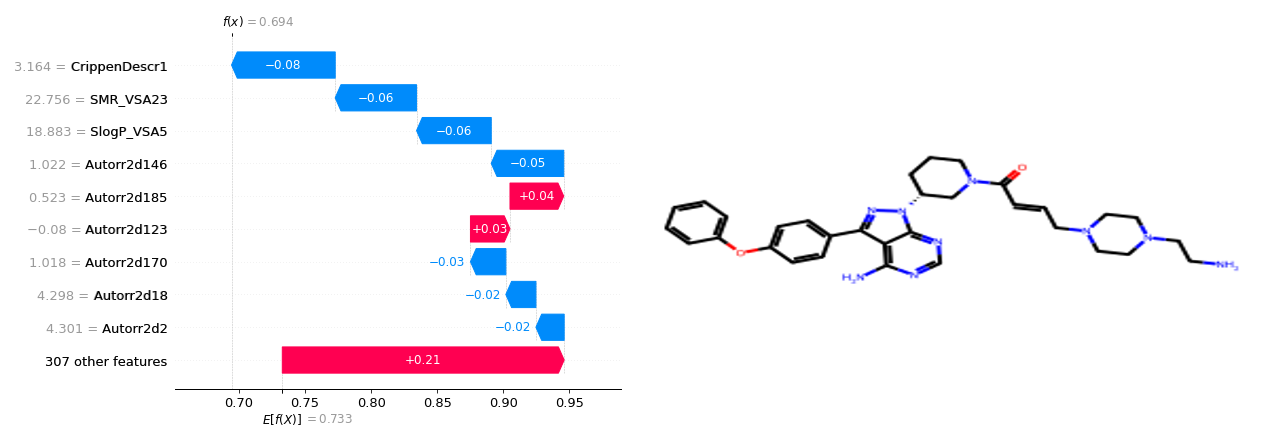 f(x) = 0.694
3.164 = CrippenDescr1
−0.08
22.756 = SMR_VSA23
−0.06
18.883 = SlogP_VSA5
−0.06
1.022 = Autorr2d146
−0.05
0.523 = Autorr2d185
+0.04
−0.08 = Autorr2d123
+0.03
1.018 = Autorr2d170
−0.03
4.298 = Autorr2d18
−0.02
4.301 = Autorr2d2
−0.02
307 other features
+0.21
0.70 0.75 0.80 0.85 0.90 0.95
E[f(X)] = 0.733
O
N
N
N
N
N
N
N
NH₂
O
H₂N